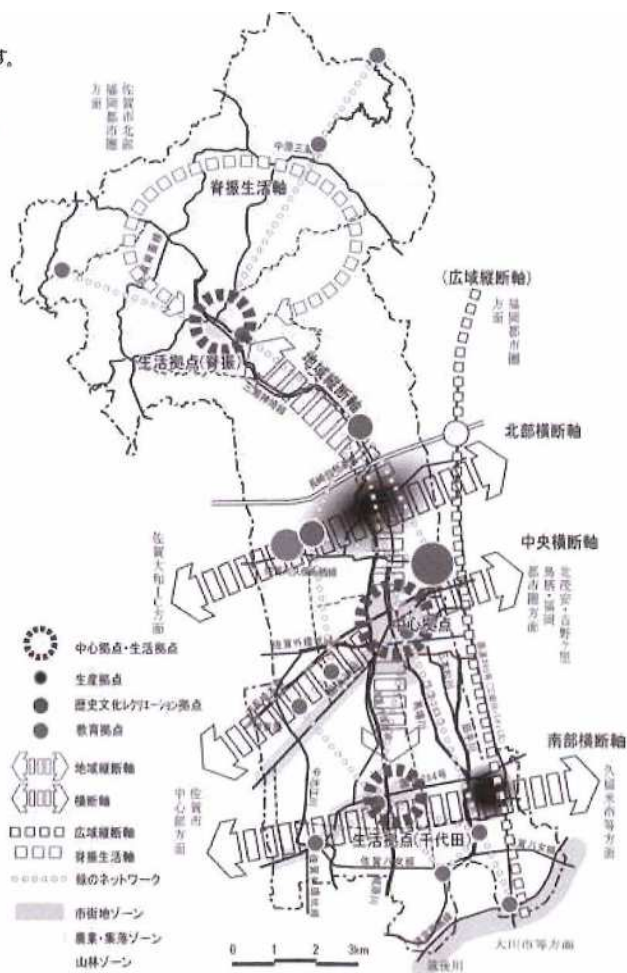 す。
佐賀市北部
福岡都市圏
方面
脊振生活軸
(広域縦断軸)
福岡都市圏
方面
生活拠点(脊振)
地域縦断軸
北部横断軸
佐賀大和IC方面
中央横断軸
北茂安・吉野ヶ里
鳥栖・福岡
都市圏方面
中心拠点
南部横断軸
佐賀市
中心部方面
久留米市等方面
生活拠点(千代田)
佐賀八女線
筑後川
大川市等方面
中心拠点・生活拠点
生産拠点
歴史文化レクリエーション拠点
教育拠点
地域縦断軸
横断軸
広域縦断軸
脊振生活軸
緑のネットワーク
市街地ゾーン
農業・集落ゾーン
山林ゾーン
0 1 2 3km